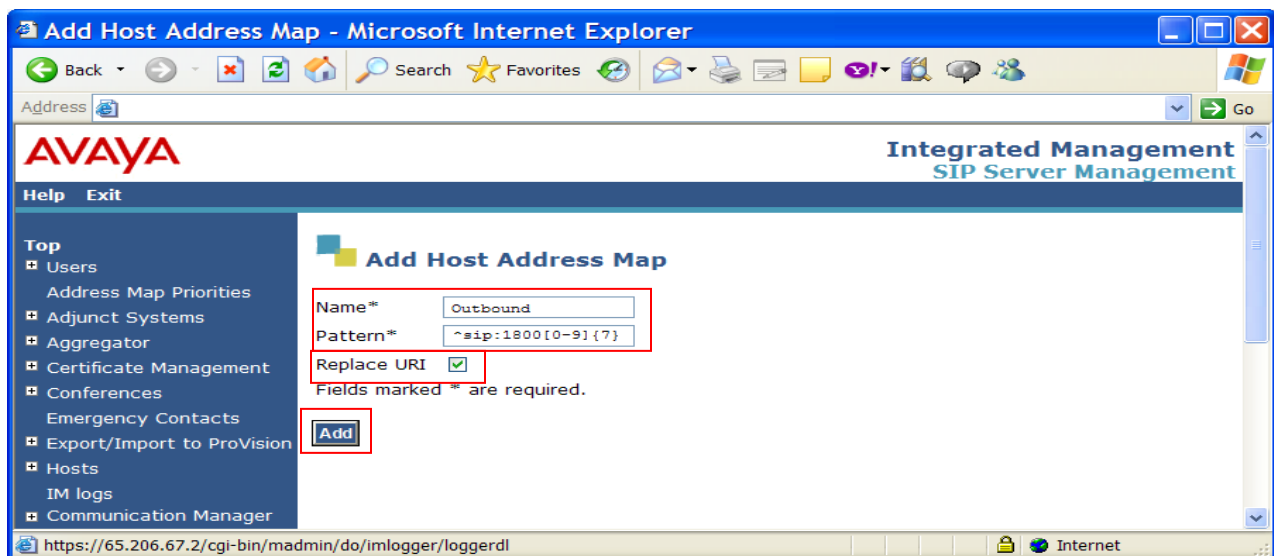 Add Host Address Map - Microsoft Internet Explorer
Back Search Favorites
Address Go
AVAYA
Integrated Management
SIP Server Management
Help Exit
Top
Users
Address Map Priorities
Adjunct Systems
Aggregator
Certificate Management
Conferences
Emergency Contacts
Export/Import to ProVision
Hosts
IM logs
Communication Manager
Add Host Address Map
Name* Outbound
Pattern* ^sip:1800[0-9]{7}
Replace URI
Fields marked * are required.
Add
https://65.206.67.2/cgi-bin/madmin/do/imlogger/loggerdl Internet